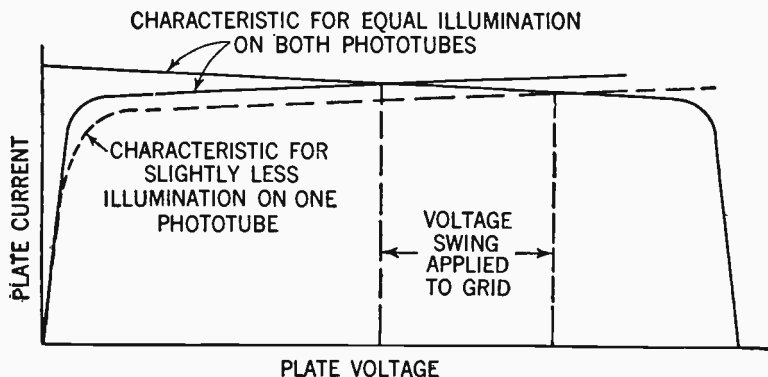 CHARACTERISTIC FOR EQUAL ILLUMINATION
ON BOTH PHOTOTUBES
CHARACTERISTIC FOR
SLIGHTLY LESS
ILLUMINATION ON ONE
PHOTOTUBE
VOLTAGE
SWING
APPLIED
TO GRID
PLATE CURRENT
PLATE VOLTAGE